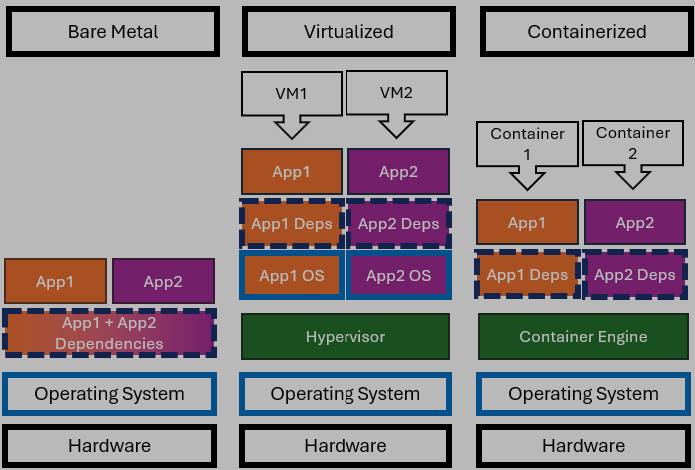 Bare Metal
Virtualized
Containerized
VM1
VM2
Container
1
Container
2
App1
App2
App1 Deps
App2 Deps
App1 OS
App2 OS
App1
App2
App1 Deps
App2 Deps
App1
App2
App1 + App2
Dependencies
Hypervisor
Container Engine
Operating System
Operating System
Operating System
Hardware
Hardware
Hardware